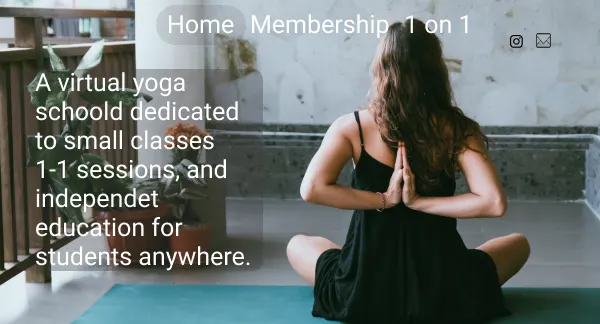 Home Membership 1 on 1
A virtual yoga
schoold dedicated
to small classes
1-1 sessions, and
independet
education for
students anywhere.